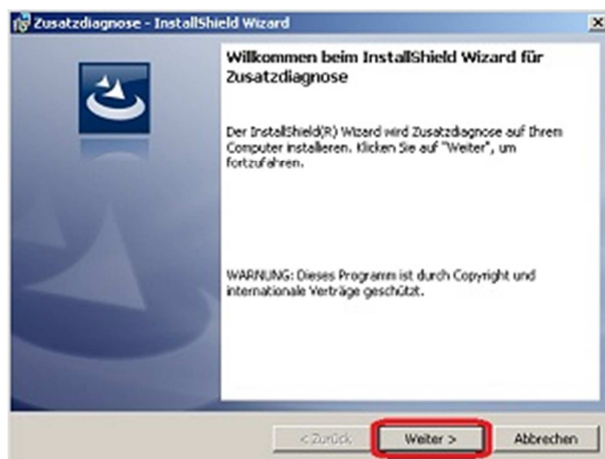 Zusatzdiagnose - InstallShield Wizard
Willkommen beim InstallShield Wizard für
Zusatzdiagnose
Der InstallShield(R) Wizard wird Zusatzdiagnose auf Ihrem
Computer installieren. Klicken Sie auf "Weiter", um
fortzufahren.
WARNUNG: Dieses Programm ist durch Copyright und
internationale Verträge geschützt.
< Zurück
Weiter >
Abbrechen